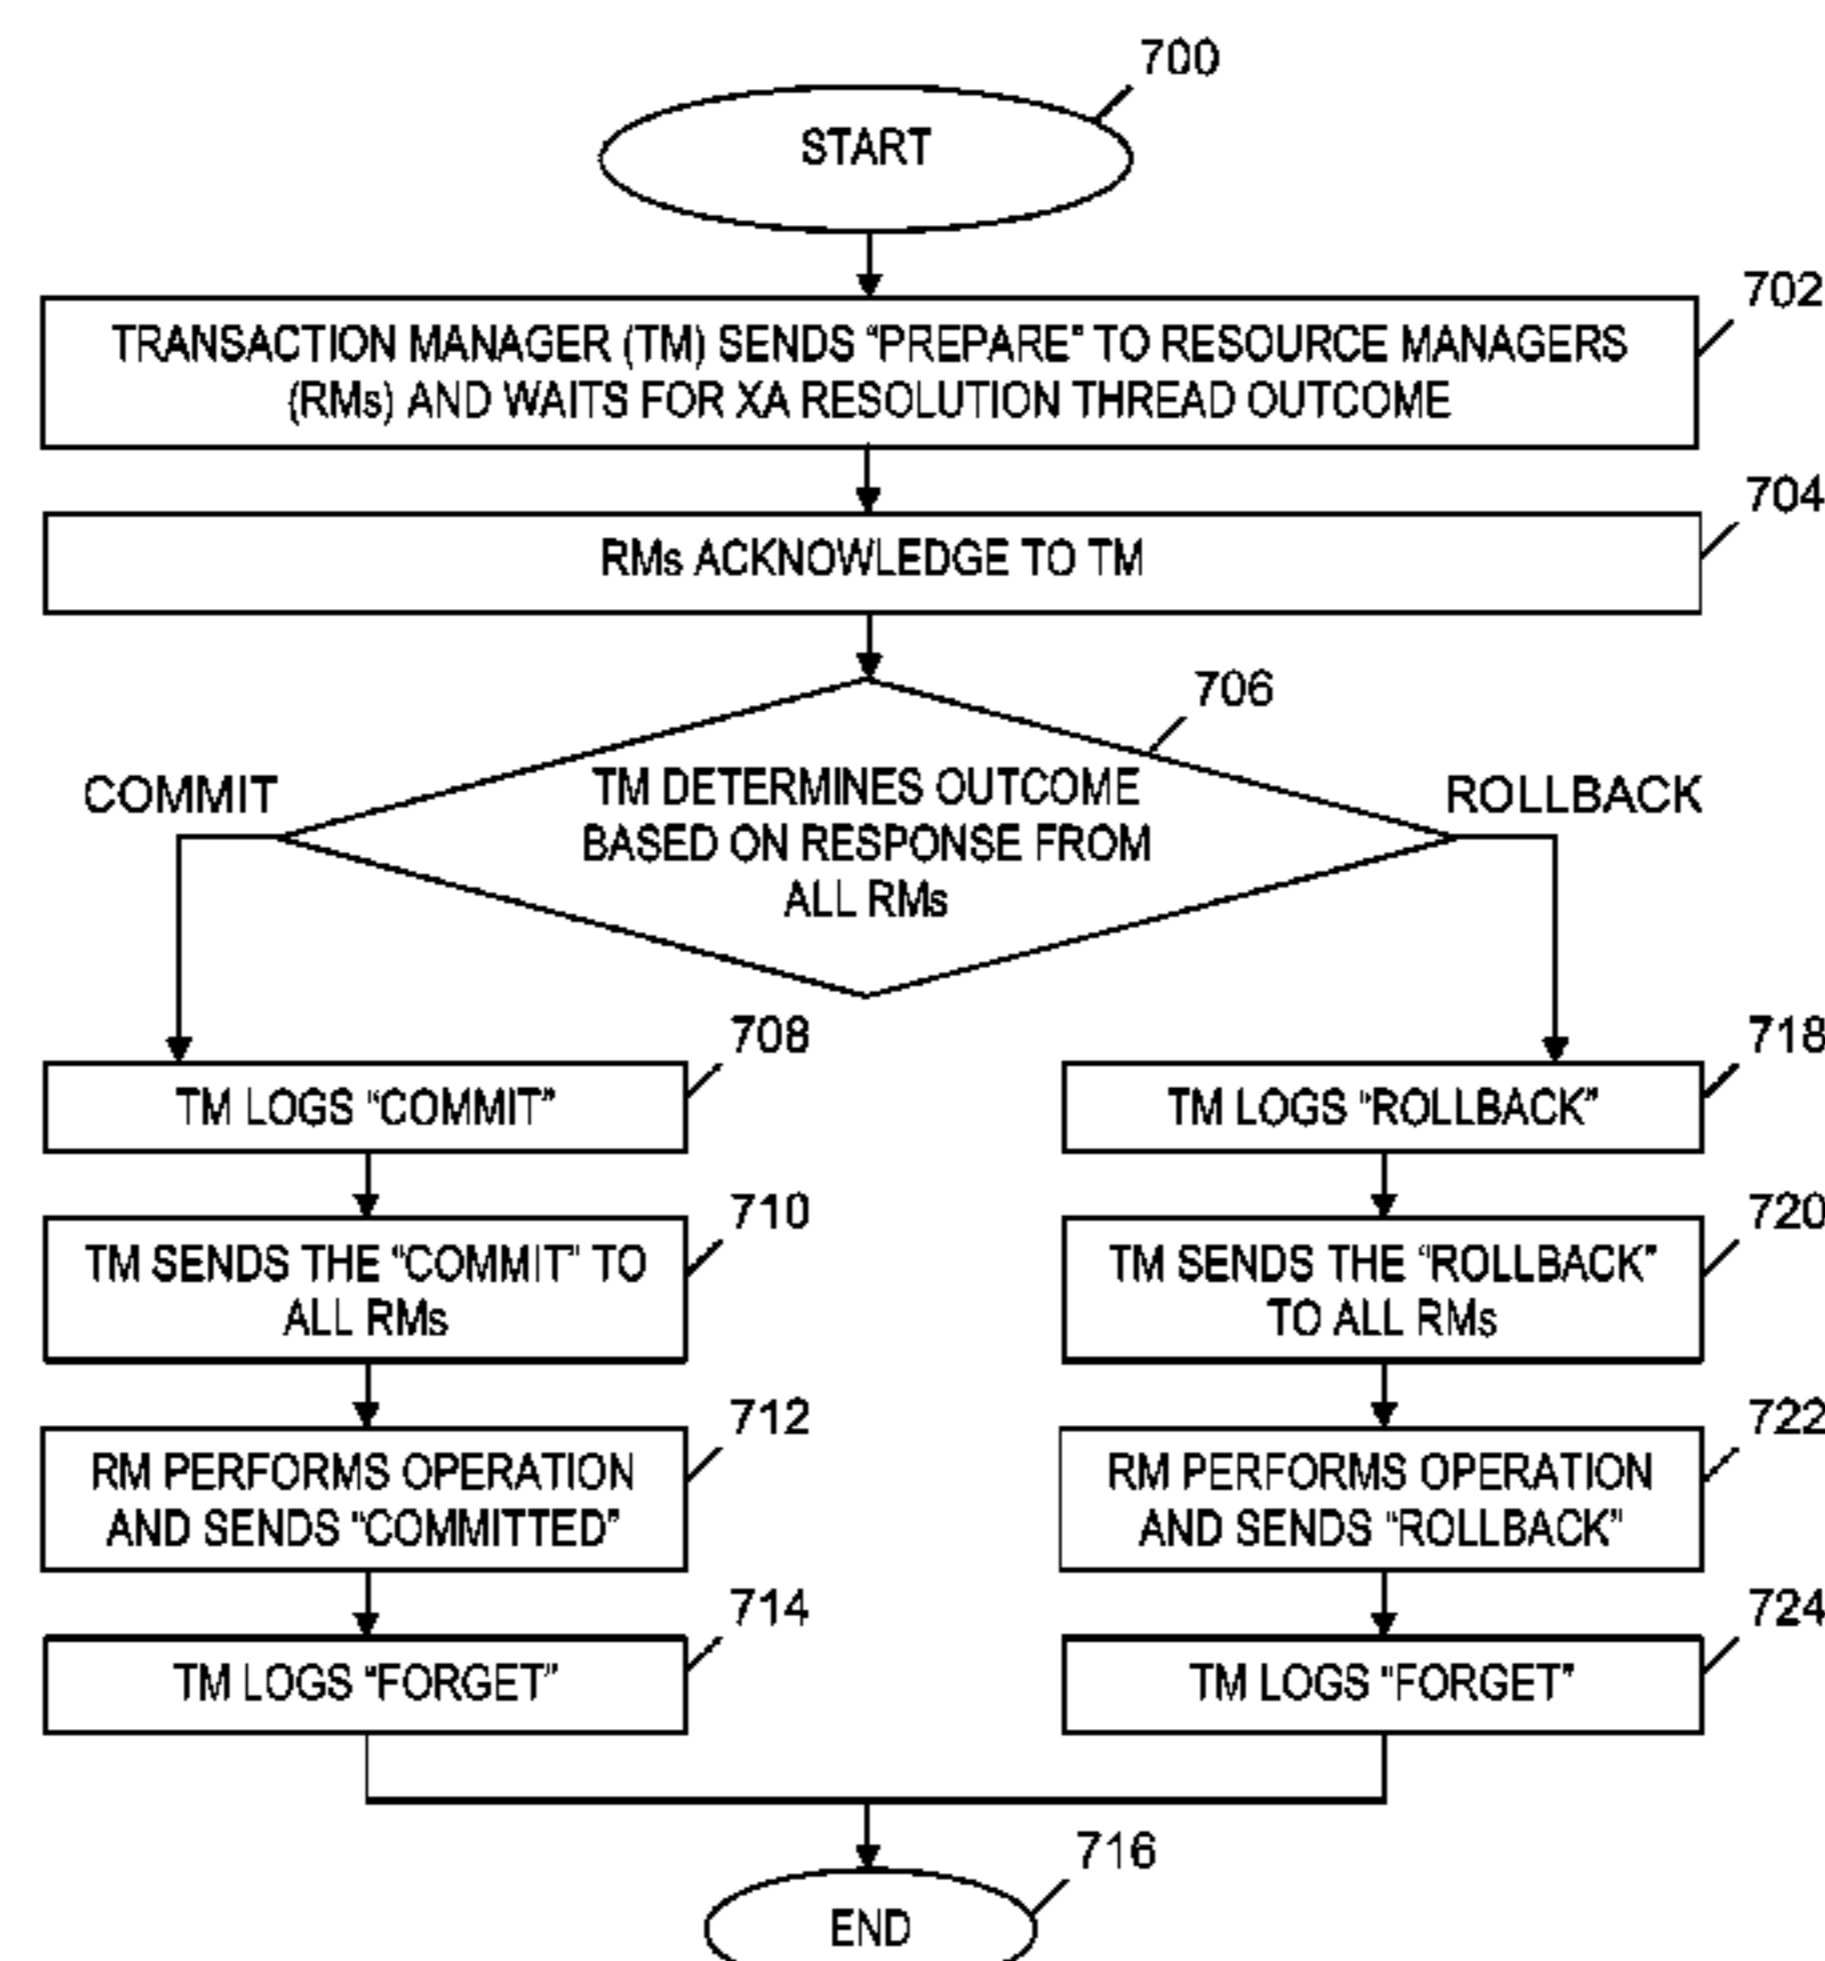 700
START
702
TRANSACTION MANAGER (TM) SENDS “PREPARE” TO RESOURCE MANAGERS
(RMs) AND WAITS FOR XA RESOLUTION THREAD OUTCOME
704
RMs ACKNOWLEDGE TO TM
706
COMMIT
TM DETERMINES OUTCOME
BASED ON RESPONSE FROM
ALL RMs
ROLLBACK
708
TM LOGS “COMMIT”
710
TM SENDS THE “COMMIT” TO
ALL RMs
712
RM PERFORMS OPERATION
AND SENDS “COMMITTED”
714
TM LOGS “FORGET”
718
TM LOGS “ROLLBACK”
720
TM SENDS THE “ROLLBACK”
TO ALL RMs
722
RM PERFORMS OPERATION
AND SENDS “ROLLBACK”
724
TM LOGS “FORGET”
716
END